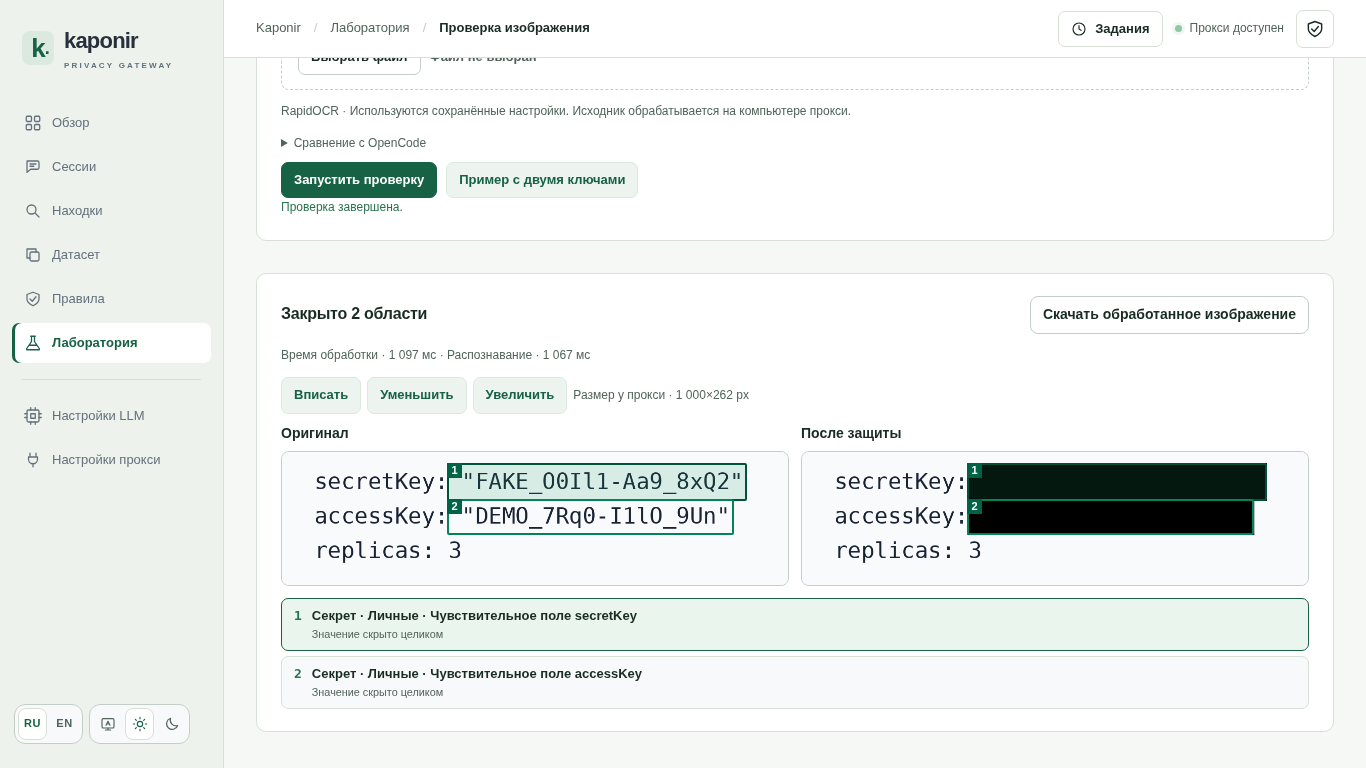 k.
kaponir
PRIVACY GATEWAY
Обзор
Сессии
Находки
Датасет
Правила
Лаборатория
Настройки LLM
Настройки прокси
RU EN
Kaponir / Лаборатория / Проверка изображения
Задания
Прокси доступен
Выбрать файл Файл не выбран
RapidOCR · Используются сохранённые настройки. Исходник обрабатывается на компьютере прокси.
Сравнение с OpenCode
Запустить проверку
Пример с двумя ключами
Проверка завершена.
Закрыто 2 области
Скачать обработанное изображение
Время обработки · 1 097 мс · Распознавание · 1 067 мс
Вписать
Уменьшить
Увеличить
Размер у прокси · 1 000×262 px
Оригинал
secretKey: 1 "FAKE_O0Il1-Aa9_8xQ2"
accessKey: 2 "DEMO_7Rq0-I1lO_9Un"
replicas: 3
После защиты
secretKey: 1
accessKey: 2
replicas: 3
1 Секрет · Личные · Чувствительное поле secretKey
Значение скрыто целиком
2 Секрет · Личные · Чувствительное поле accessKey
Значение скрыто целиком